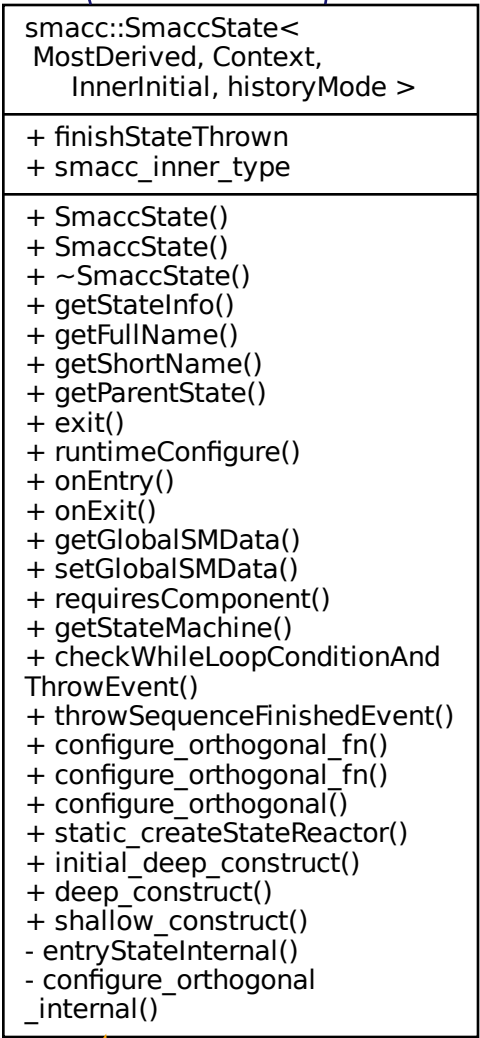 smacc::SmaccState<
MostDerived, Context,
InnerInitial, historyMode >
+ finishStateThrown
+ smacc_inner_type
+ SmaccState()
+ SmaccState()
+ ~SmaccState()
+ getStateInfo()
+ getFullName()
+ getShortName()
+ getParentState()
+ exit()
+ runtimeConfigure()
+ onEntry()
+ onExit()
+ getGlobalSMData()
+ setGlobalSMData()
+ requiresComponent()
+ getStateMachine()
+ checkWhileLoopConditionAnd
ThrowEvent()
+ throwSequenceFinishedEvent()
+ configure_orthogonal_fn()
+ configure_orthogonal_fn()
+ configure_orthogonal()
+ static_createStateReactor()
+ initial_deep_construct()
+ deep_construct()
+ shallow_construct()
- entryStateInternal()
- configure_orthogonal
_internal()